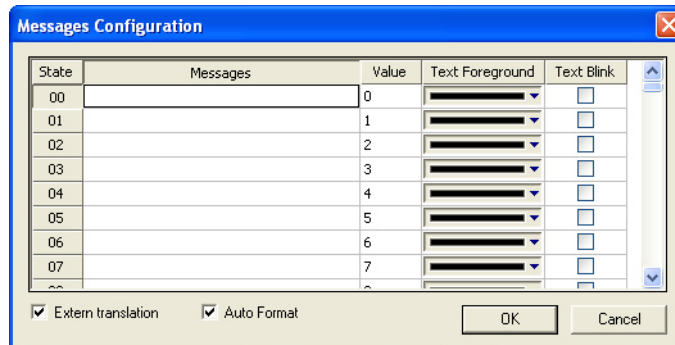 Messages Configuration
State Messages Value Text Foreground Text Blink
00 0
01 1
02 2
03 3
04 4
05 5
06 6
07 7
Extern translation Auto Format OK Cancel